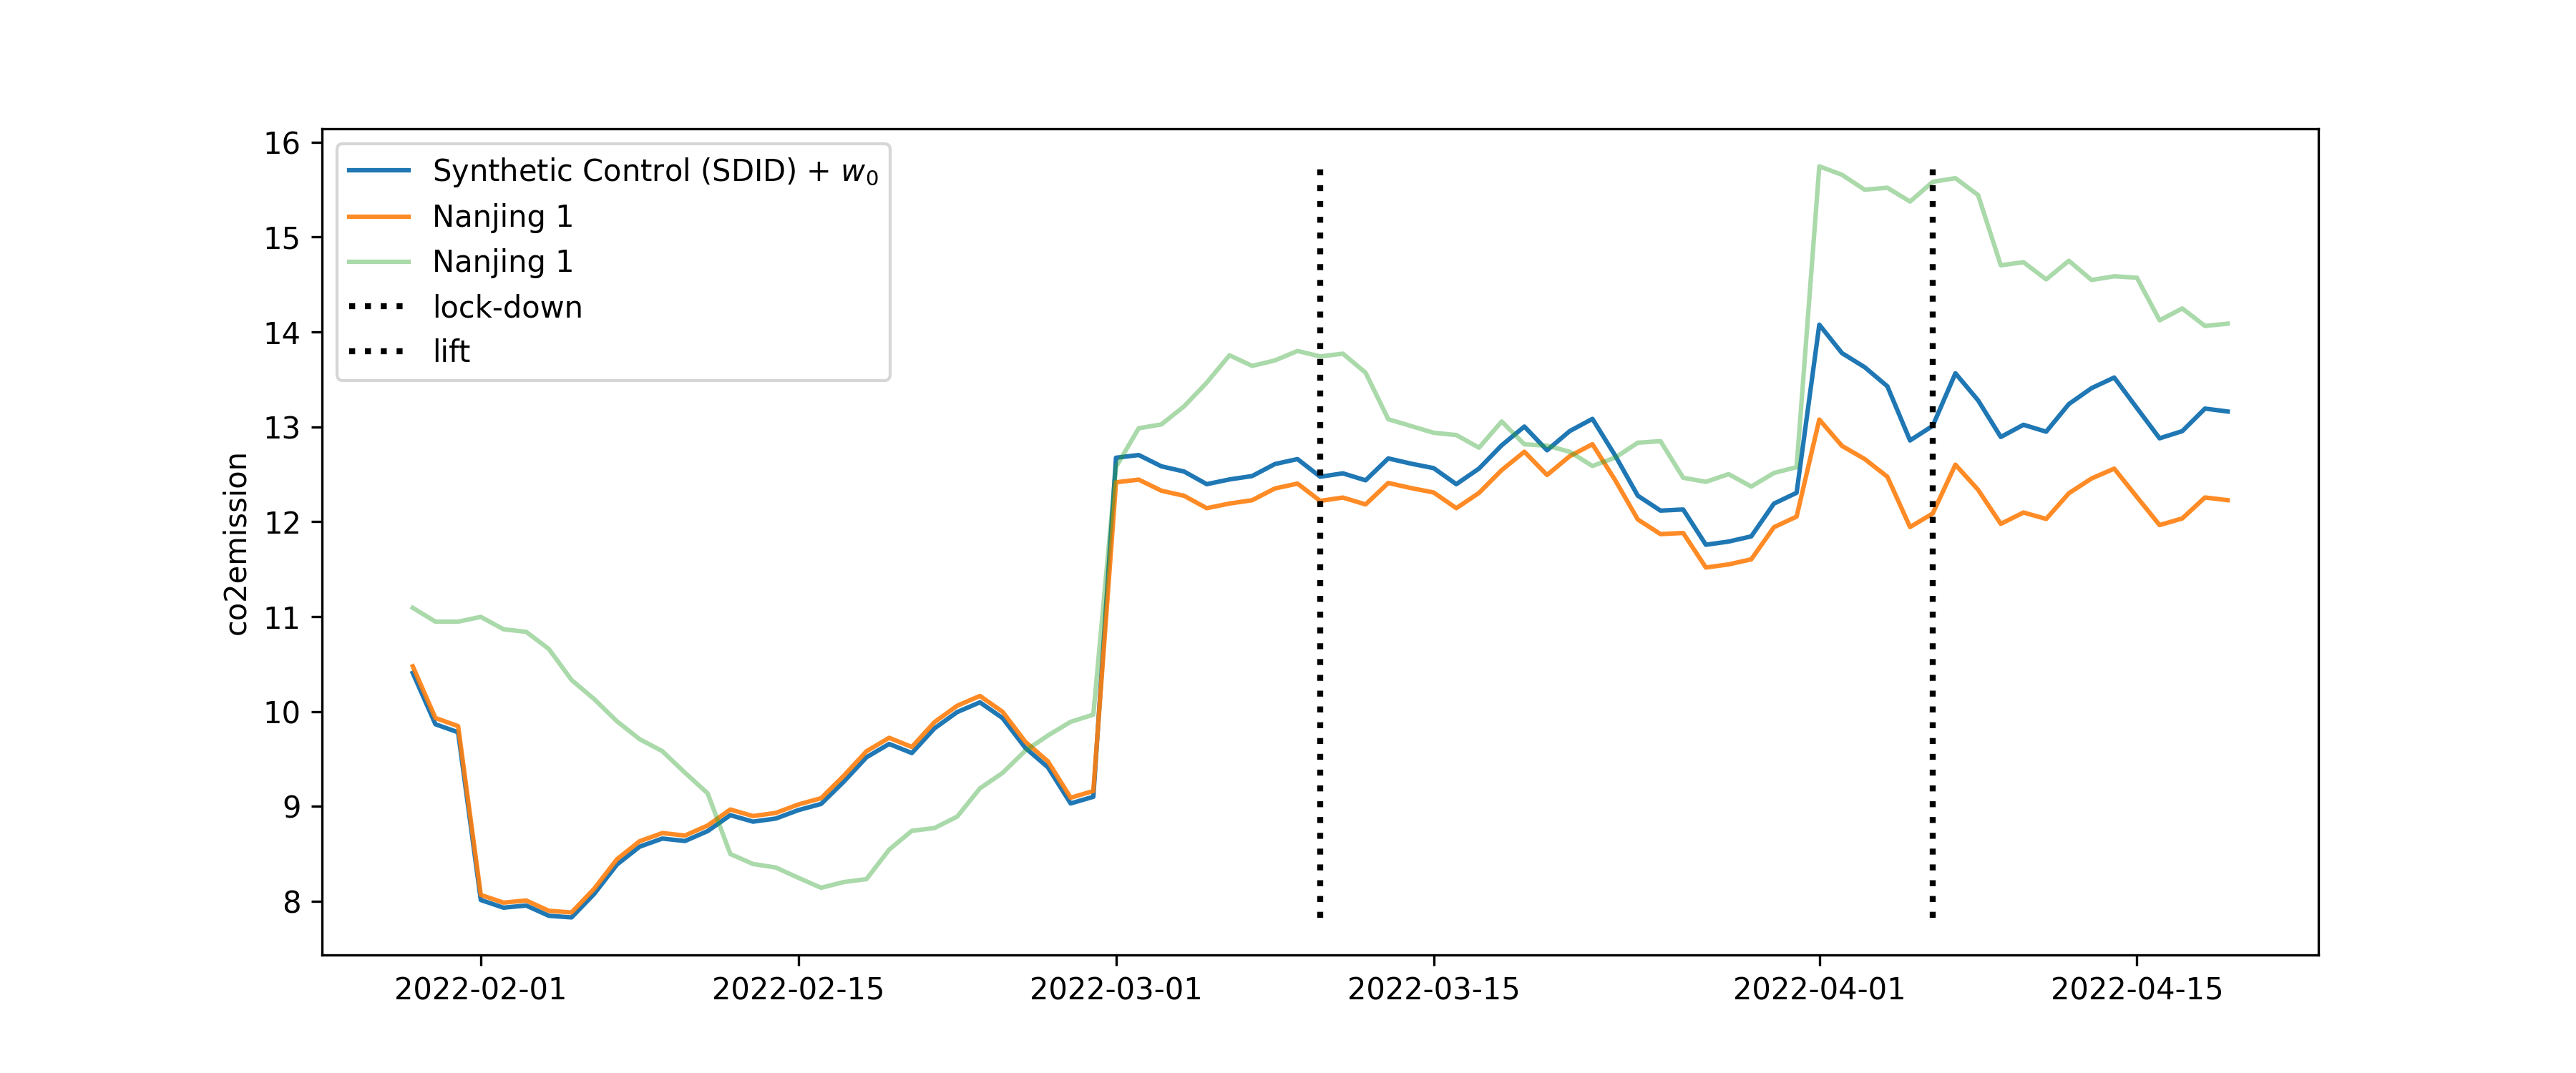 16
15
14
13
12
11
10
9
8
co2emission
Synthetic Control (SDID) + w₀
Nanjing 1
Nanjing 1
lock-down
lift
2022-02-01 2022-02-15 2022-03-01 2022-03-15 2022-04-01 2022-04-15